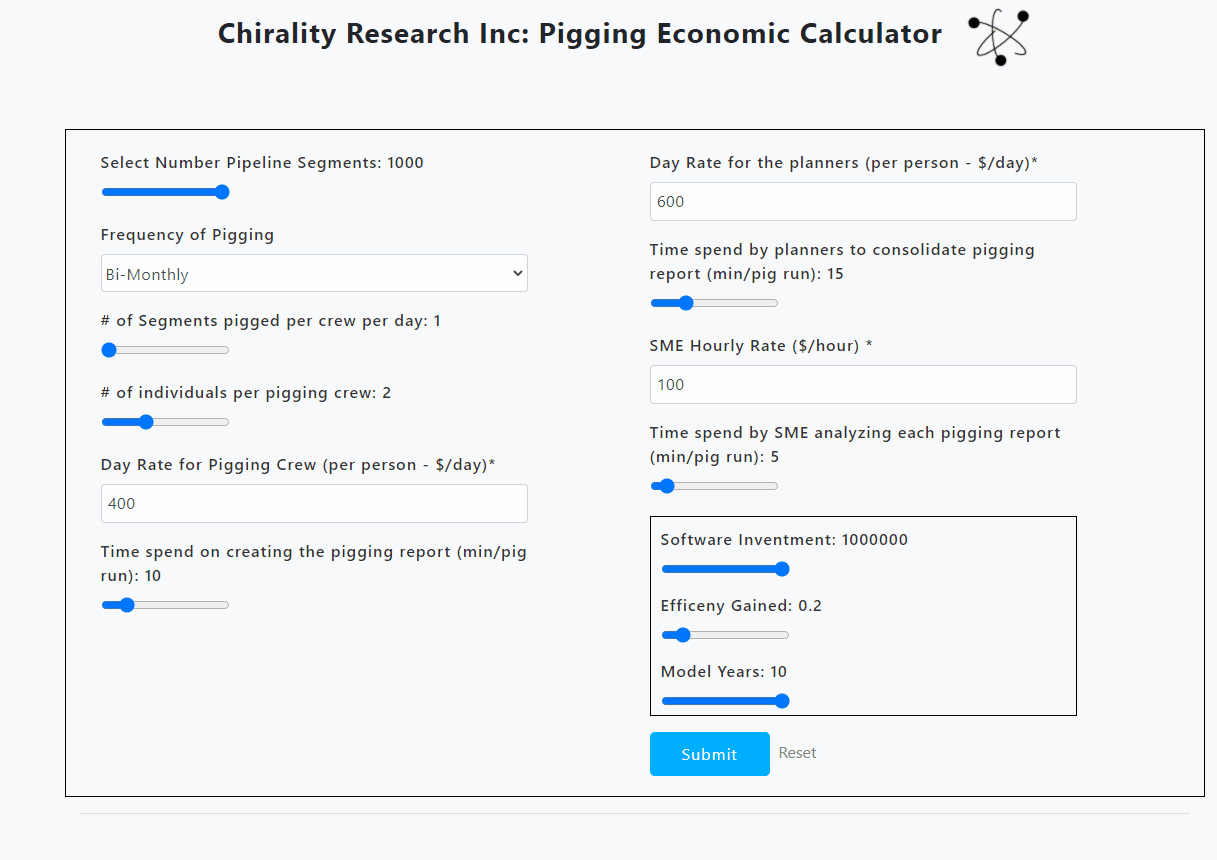 Chirality Research Inc: Pigging Economic Calculator
Select Number Pipeline Segments: 1000
Frequency of Pigging
Bi-Monthly
# of Segments pigged per crew per day: 1
# of individuals per pigging crew: 2
Day Rate for Pigging Crew (per person - $/day)*
400
Time spend on creating the pigging report (min/pig
run): 10
Day Rate for the planners (per person - $/day)*
600
Time spend by planners to consolidate pigging
report (min/pig run): 15
SME Hourly Rate ($/hour) *
100
Time spend by SME analyzing each pigging report
(min/pig run): 5
Software Inventment: 1000000
Efficeny Gained: 0.2
Model Years: 10
Submit Reset